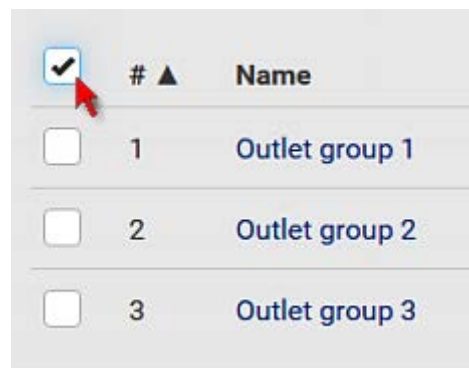 # ▲ Name
1 Outlet group 1
2 Outlet group 2
3 Outlet group 3